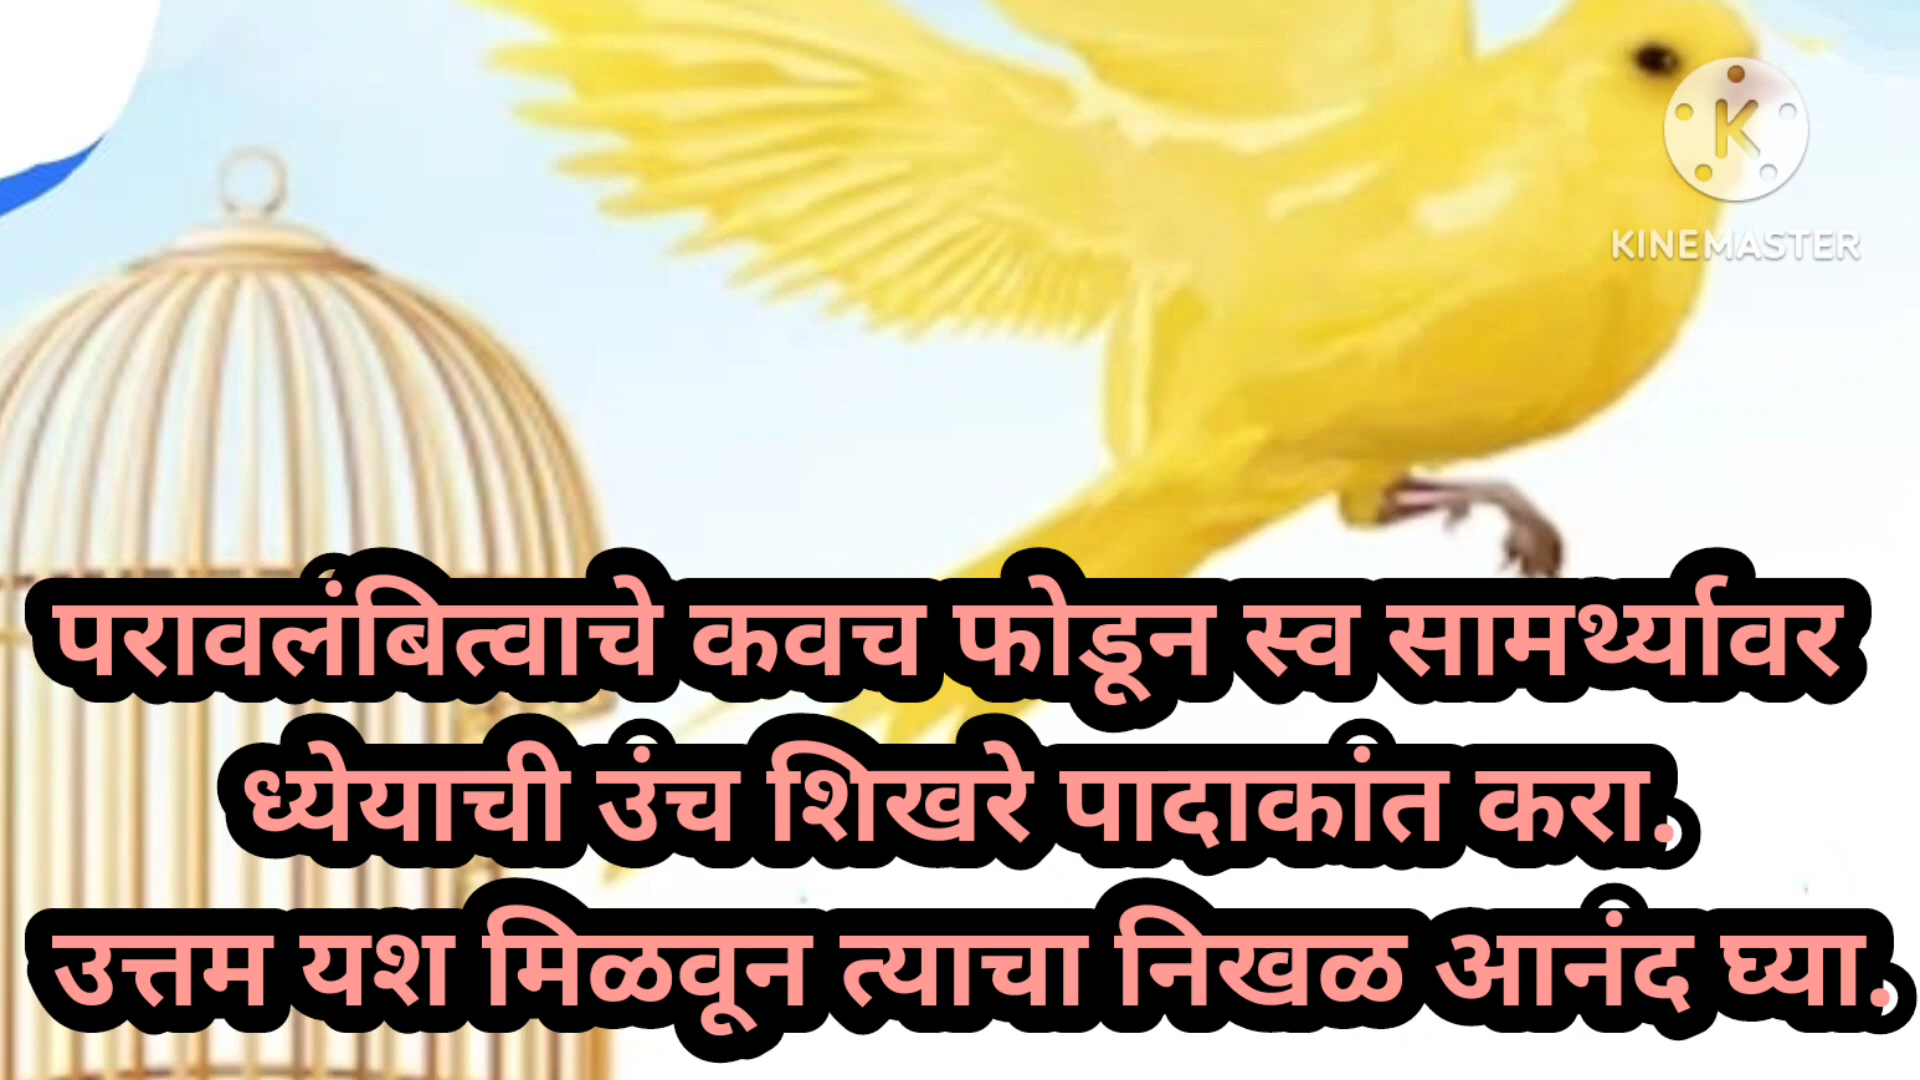 K
KINEMASTER
परावलंबित्वाचे कवच फोडून स्व सामर्थ्यावर
ध्येयाची उंच शिखरे पादाकांत करा.
उत्तम यश मिळवून त्याचा निखळ आनंद घ्या.